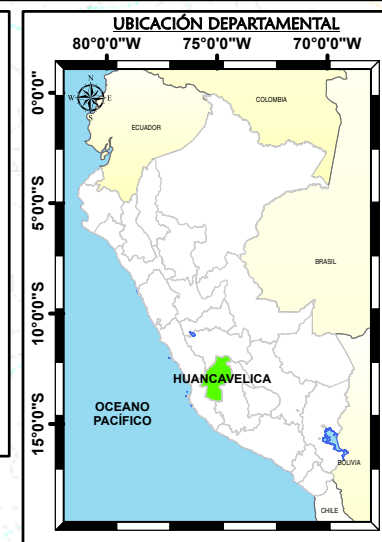 UBICACIÓN DEPARTAMENTAL
80°0'0"W 75°0'0"W 70°0'0"W
0°0'0"
N
W E
S
COLOMBIA
ECUADOR
5°0'0"S
BRASIL
10°0'0"S
HUANCAVELICA
OCEANO
PACÍFICO
15°0'0"S
BOLIVIA
CHILE